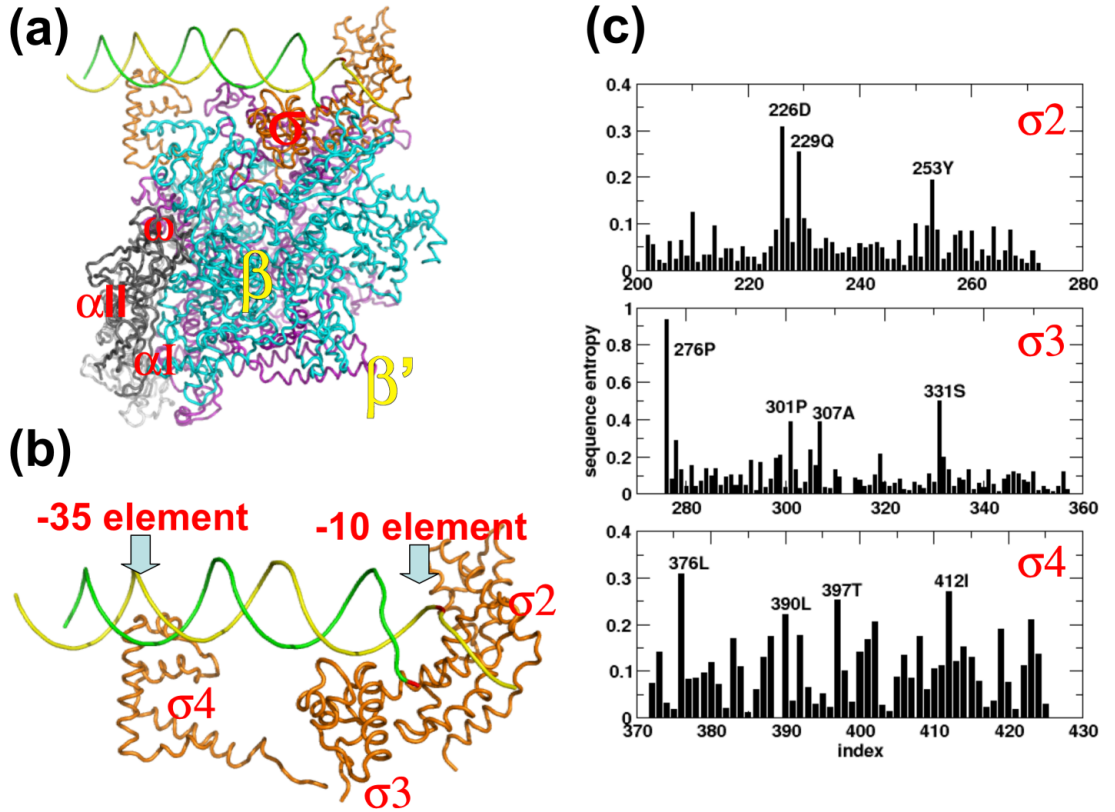 (a)
σ
ω
β
αII
αI
β’
(b)
-35 element
-10 element
σ2
σ4
σ3
(c)
0.4
0.3
0.2
0.1
0
226D
229Q
253Y
σ2
200
220
240
260
280
sequence entropy
1
0.8
0.6
0.4
0.2
0
276P
301P
307A
331S
σ3
280
300
320
340
360
0.4
0.3
0.2
0.1
0
376L
390L
397T
412I
σ4
370
380
390
400
410
420
430
index